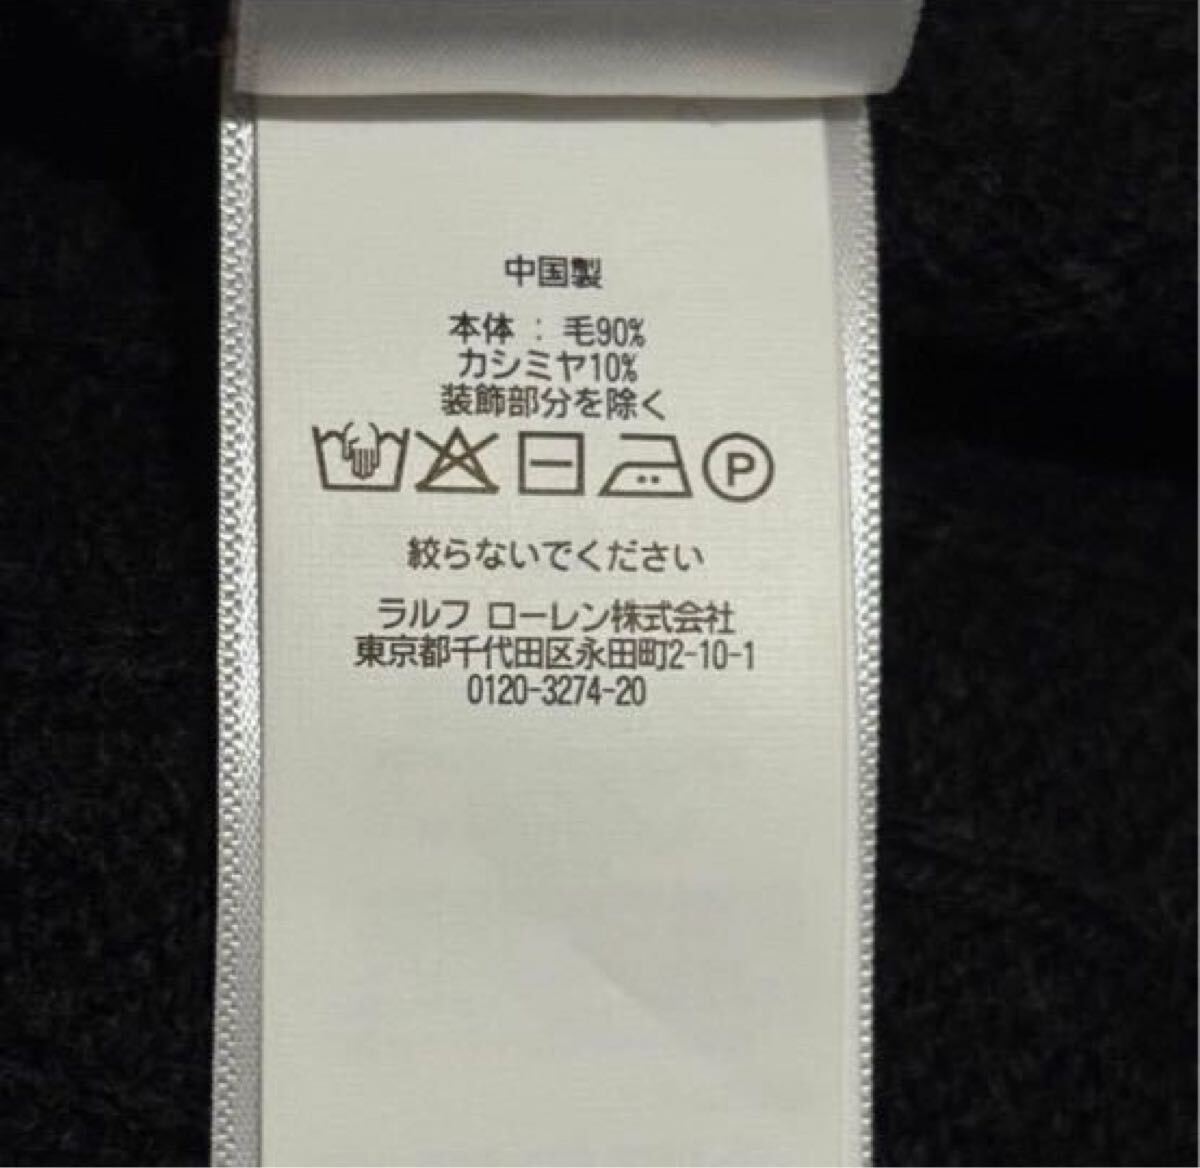 中国製
本体 : 毛90%
カシミヤ10%
装飾部分を除く
P
絞らないでください
ラルフ ローレン株式会社
東京都千代田区永田町2-10-1
0120-3274-20